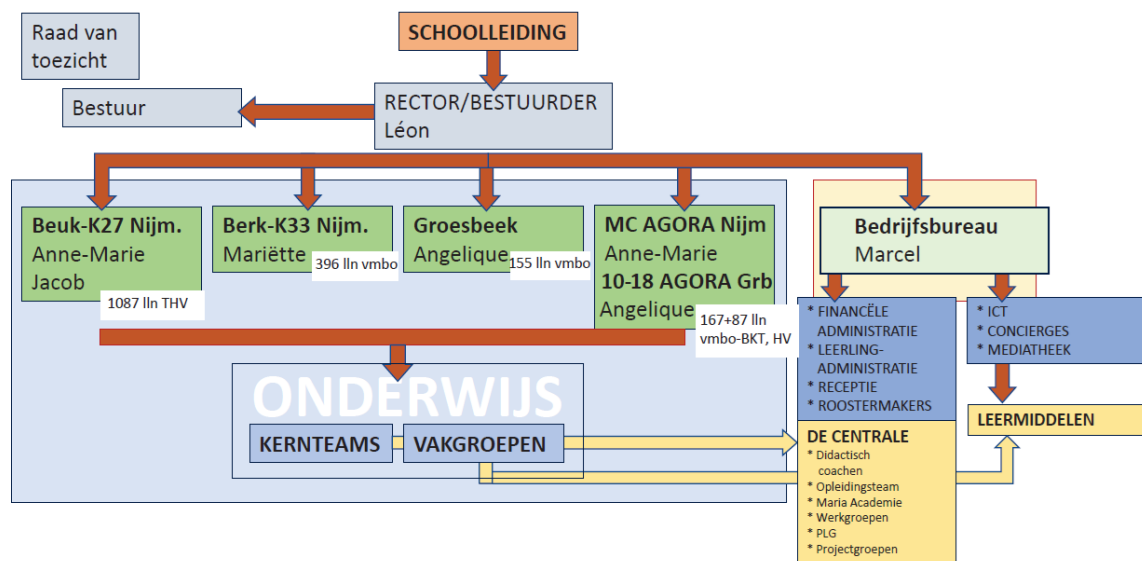 Raad van
toezicht
SCHOOLLEIDING
Bestuur
RECTOR/BESTUURDER
Léon
Beuk-K27 Nijm.
Anne-Marie
Jacob
1087 lln THV
Berk-K33 Nijm.
Mariëtte
396 lln vmbo
Groesbeek
Angelique
155 lln vmbo
MC AGORA Nijm
Anne-Marie
10-18 AGORA Grb
Angelique
167+87 lln
vmbo-BKT, HV
Bedrijfsbureau
Marcel
* FINANCËLE
ADMINISTRATIE
* LEERLING-
ADMINISTRATIE
* RECEPTIE
* ROOSTERMAKERS
* ICT
* CONCIERGES
* MEDIATHEEK
ONDERWIJS
KERNTEAMS
VAKGROEPEN
LEERMIDDELEN
DE CENTRALE
* Didactisch
coachen
* Opleidingsteam
* Maria Academie
* Werkgroepen
* PLG
* Projectgroepen